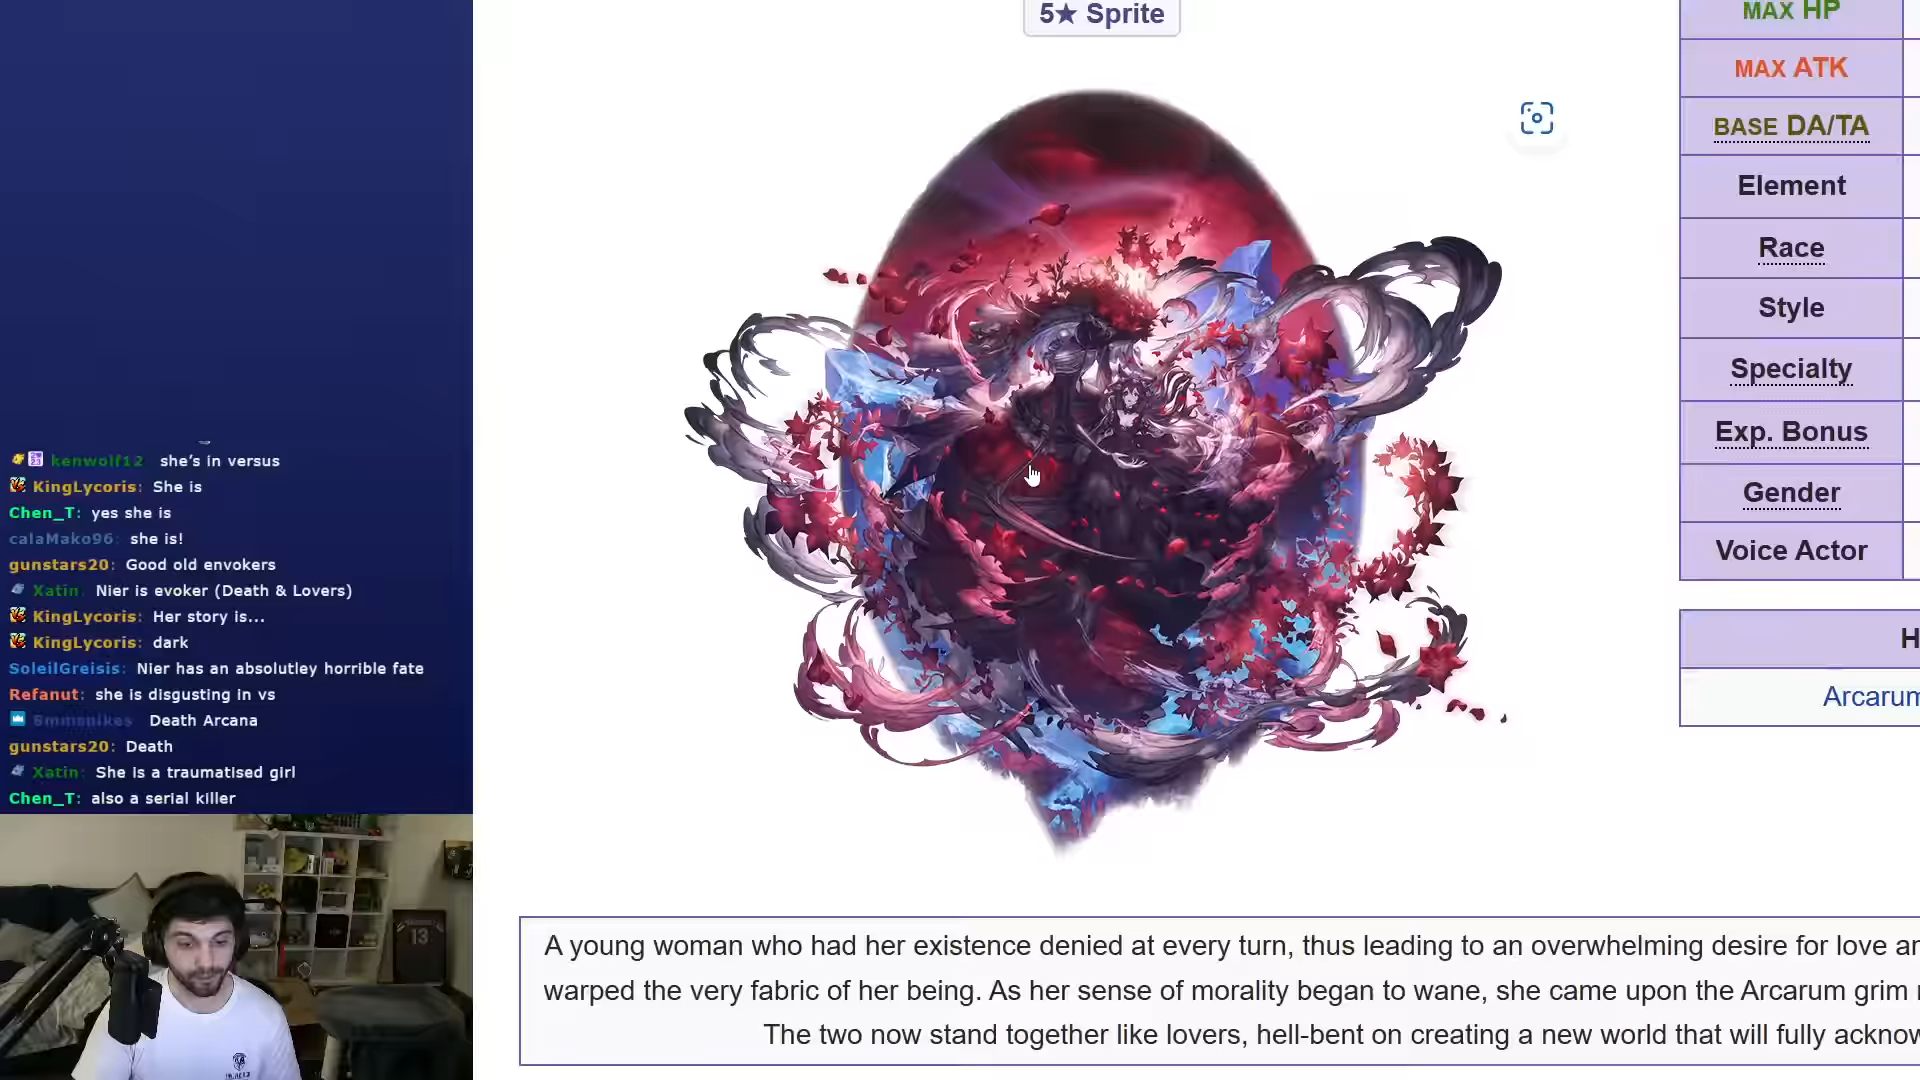 5★ Sprite
MAX HP
MAX ATK
BASE DA/TA
Element
Race
Style
Specialty
Exp. Bonus
Gender
Voice Actor
H
Arcarum
kenwolf12 she's in versus
KingLycoris: She is
Chen_T: yes she is
calaMako96: she is!
gunstars20: Good old envokers
Xatin: Nier is evoker (Death & Lovers)
KingLycoris: Her story is...
KingLycoris: dark
SoleilGreisis: Nier has an absolutley horrible fate
Refanut: she is disgusting in vs
Death Arcana
gunstars20: Death
Xatin: She is a traumatised girl
Chen_T: also a serial killer
13
A young woman who had her existence denied at every turn, thus leading to an overwhelming desire for love an
warped the very fabric of her being. As her sense of morality began to wane, she came upon the Arcarum grim
The two now stand together like lovers, hell-bent on creating a new world that will fully acknow